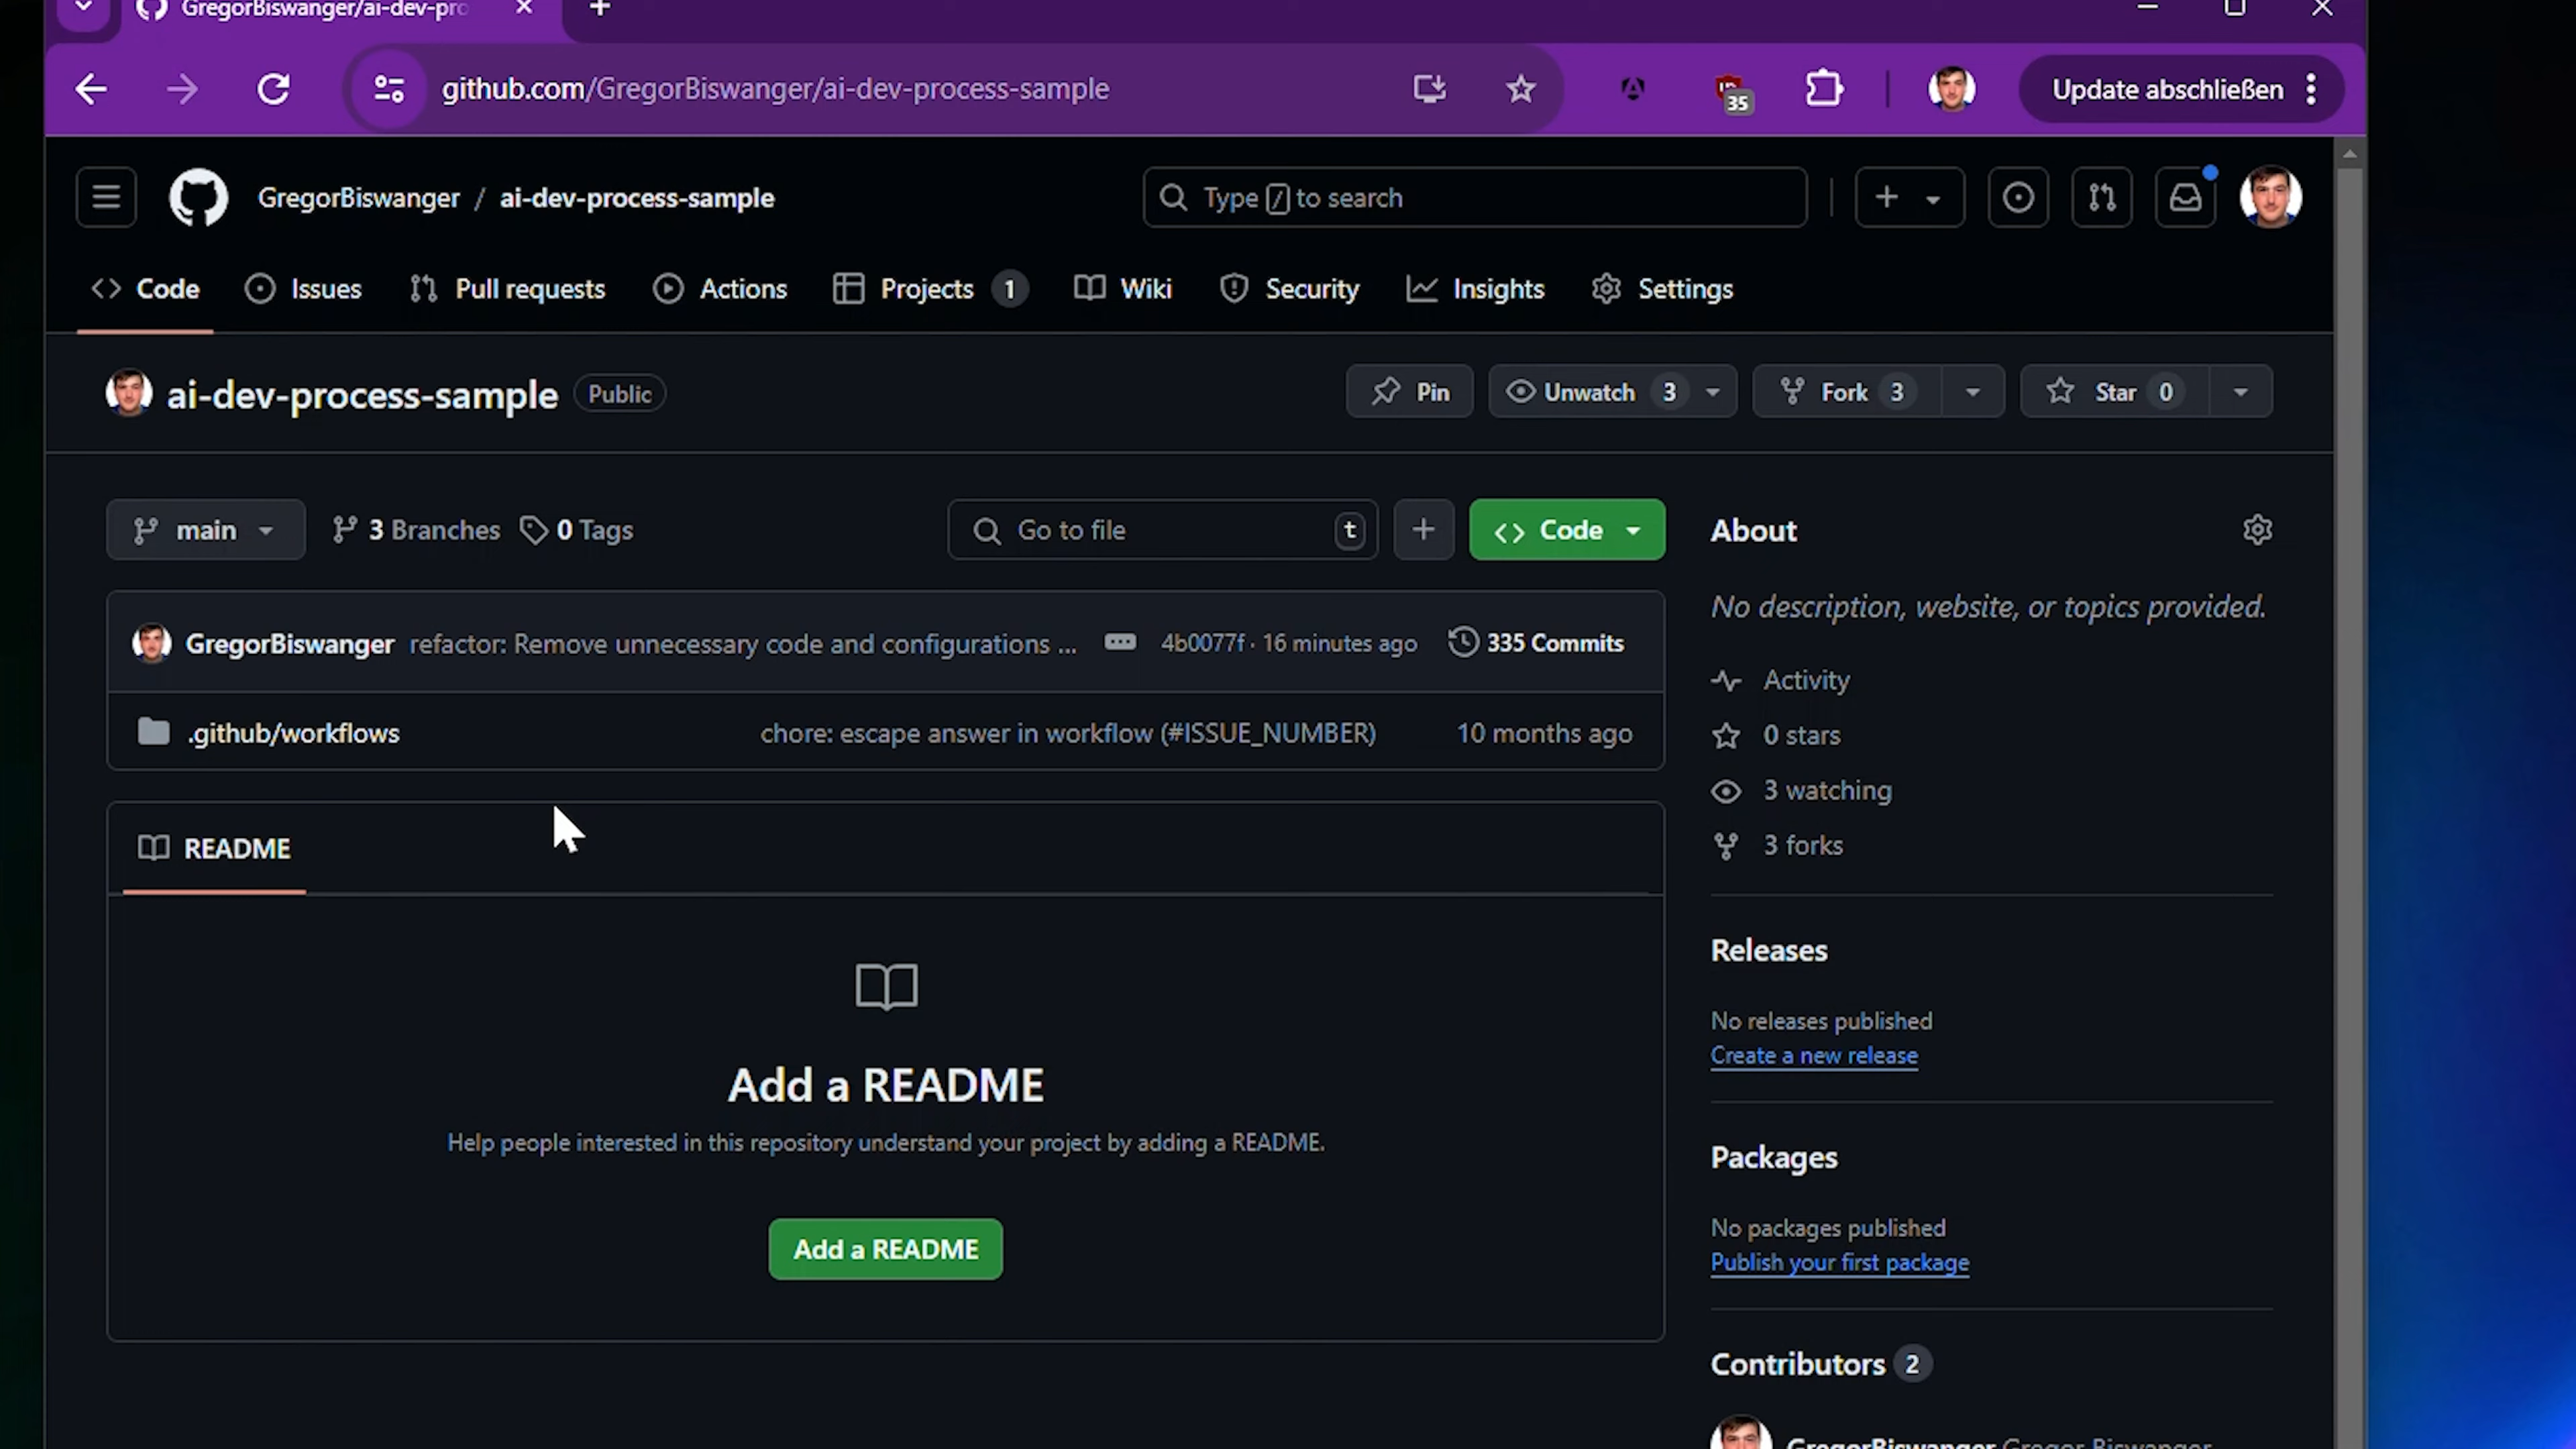 GregorBiswanger/ai-dev-pro
github.com/GregorBiswanger/ai-dev-process-sample
35
Update abschließen
GregorBiswanger / ai-dev-process-sample
Type / to search
Code
Issues
Pull requests
Actions
Projects 1
Wiki
Security
Insights
Settings
ai-dev-process-sample
Public
Pin
Unwatch 3
Fork 3
Star 0
main
3 Branches
0 Tags
Go to file
t
Code
GregorBiswanger refactor: Remove unnecessary code and configurations ...
4b0077f · 16 minutes ago
335 Commits
.github/workflows
chore: escape answer in workflow (#ISSUE_NUMBER)
10 months ago
README
Add a README
Help people interested in this repository understand your project by adding a README.
Add a README
About
No description, website, or topics provided.
Activity
0 stars
3 watching
3 forks
Releases
No releases published
Create a new release
Packages
No packages published
Publish your first package
Contributors 2
GregorBiswanger Gregor Biswanger